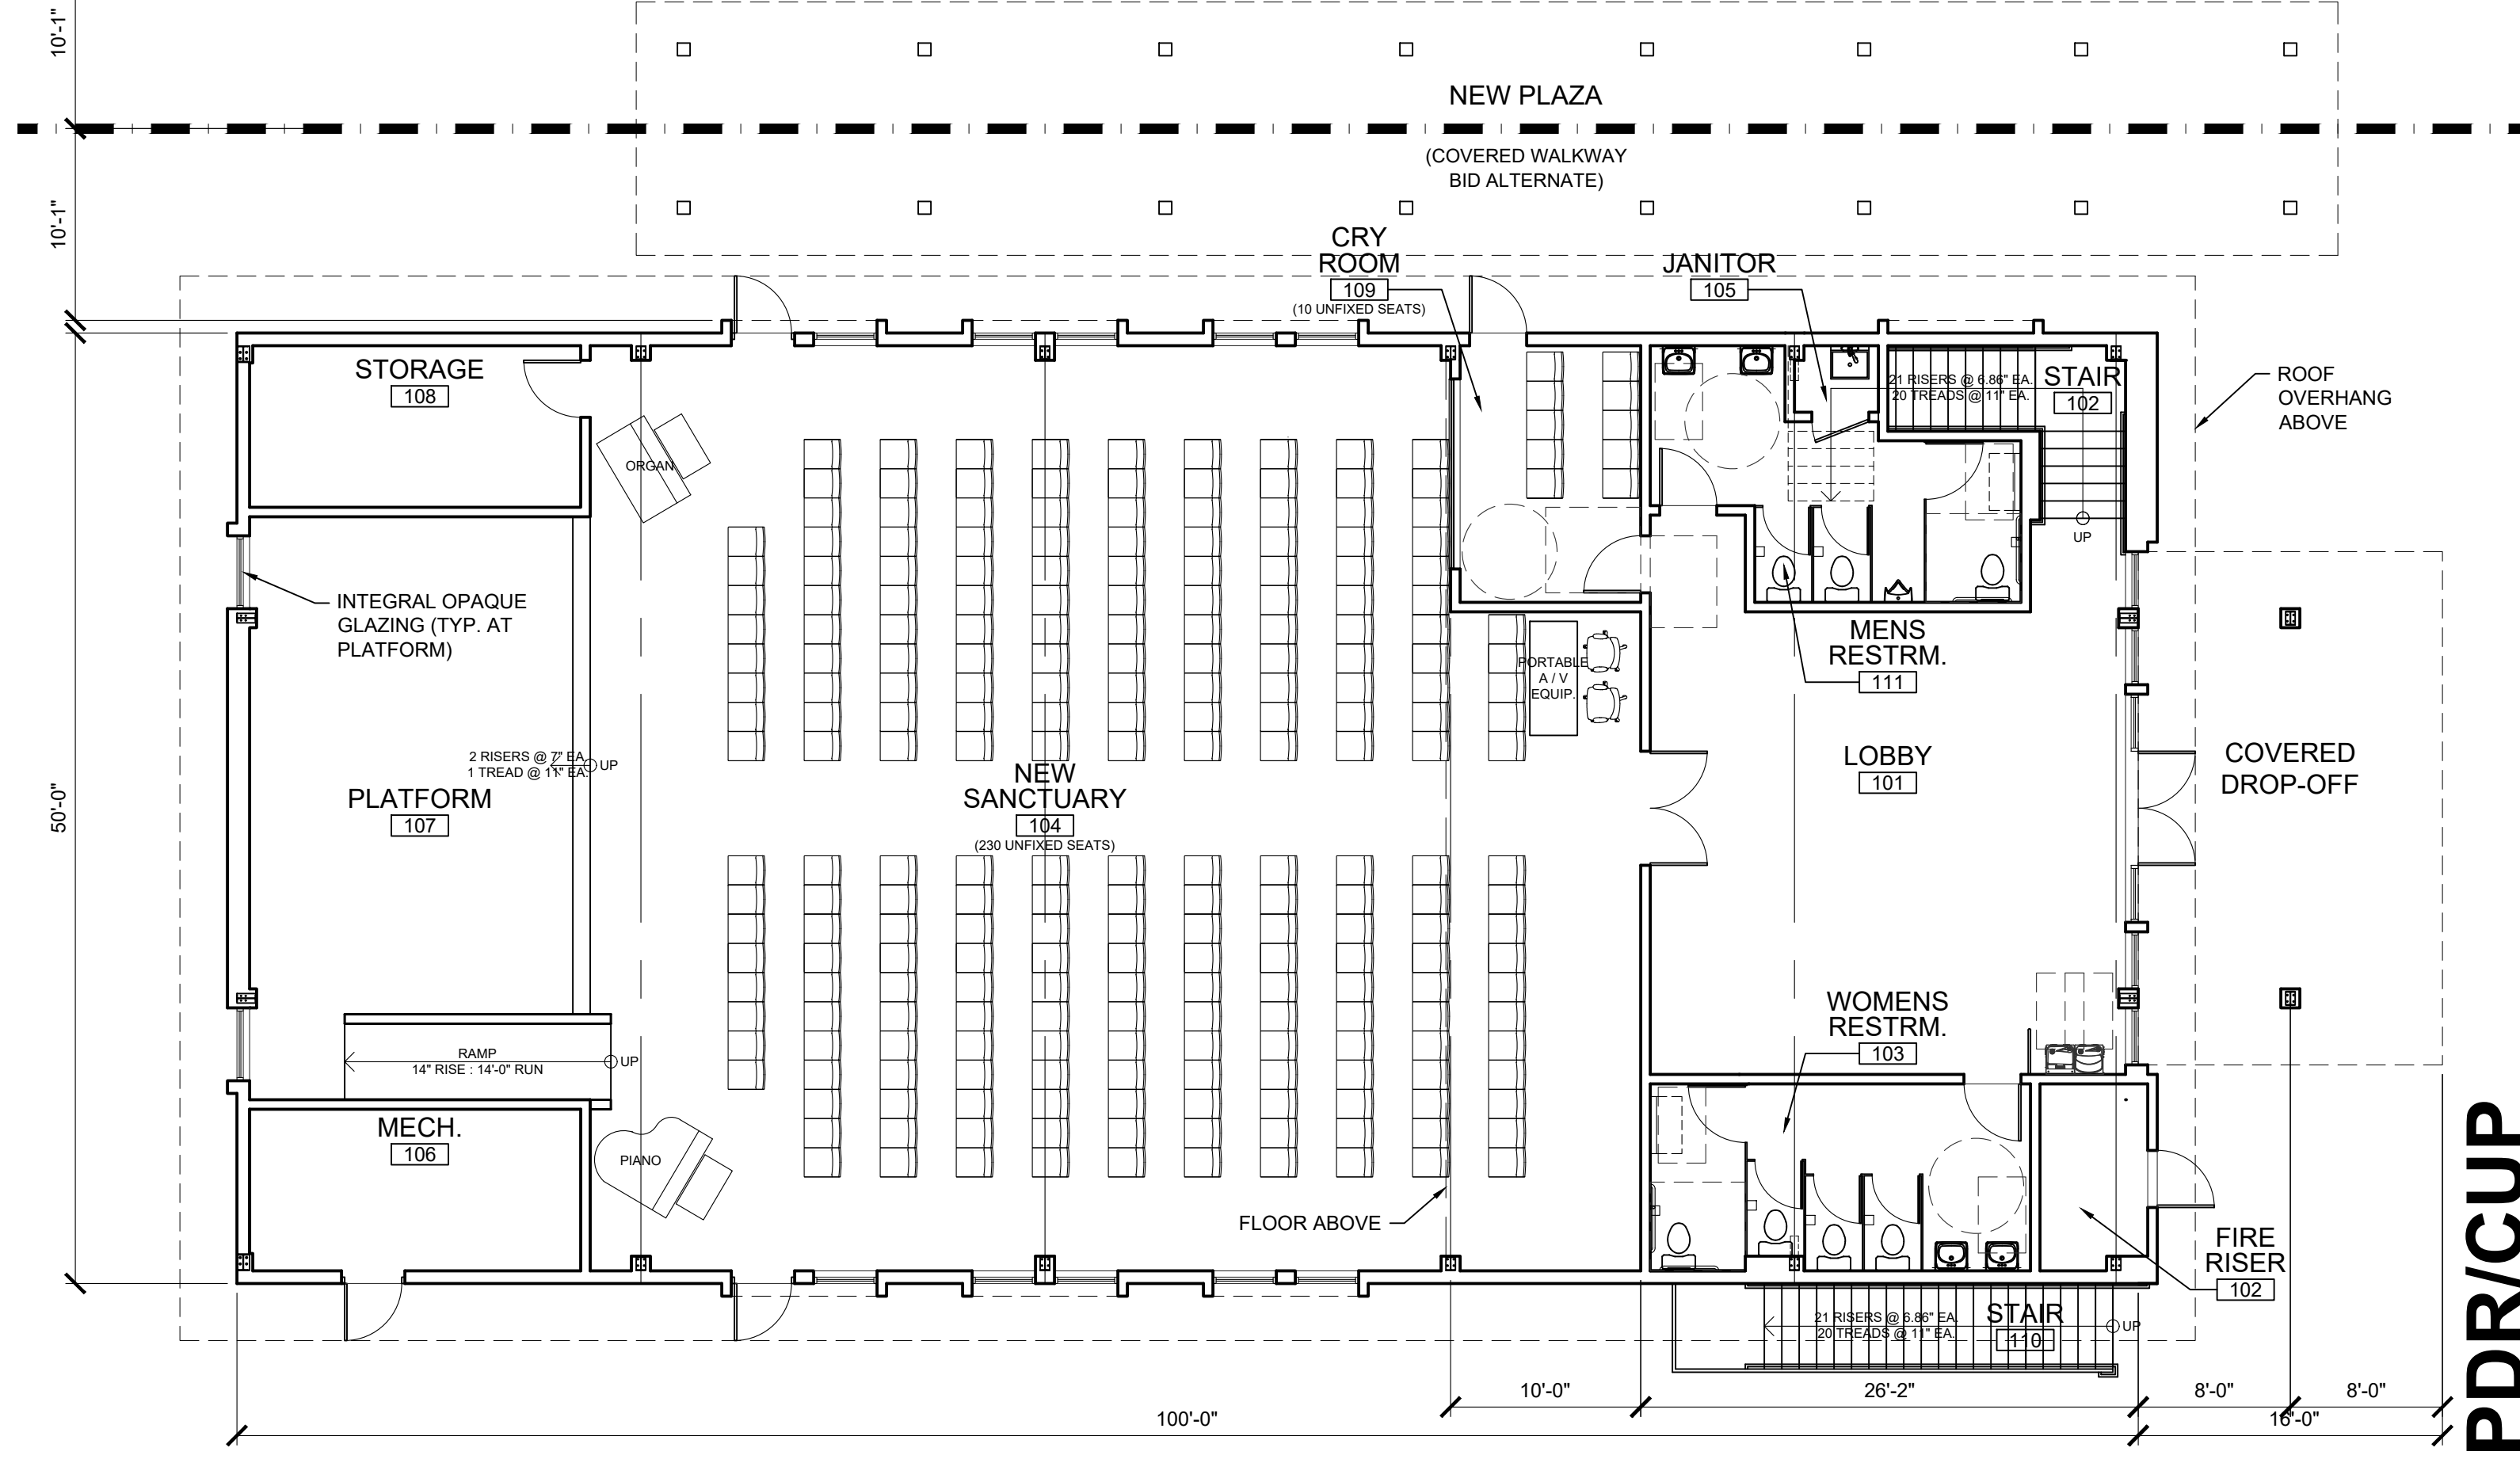 10'-1"
NEW PLAZA
(COVERED WALKWAY
BID ALTERNATE)
10'-1"
CRY
ROOM
109
(10 UNFIXED SEATS)
JANITOR
105
STORAGE
108
21 RISERS @ 6.86" EA.
20 TREADS @ 11" EA.
STAIR
102
UP
ROOF
OVERHANG
ABOVE
ORGAN
INTEGRAL OPAQUE
GLAZING (TYP. AT
PLATFORM)
MENS
RESTRM.
111
PORTABLE
A / V
EQUIP.
2 RISERS @ 7" EA.
1 TREAD @ 11" EA.
UP
PLATFORM
107
NEW
SANCTUARY
104
(230 UNFIXED SEATS)
LOBBY
101
COVERED
DROP-OFF
50'-0"
WOMENS
RESTRM.
103
RAMP
14" RISE : 14'-0" RUN
UP
MECH.
106
PIANO
FLOOR ABOVE
FIRE
RISER
102
21 RISERS @ 6.86" EA.
20 TREADS @ 11" EA.
STAIR
110
UP
10'-0"
26'-2"
8'-0"
8'-0"
100'-0"
16'-0"
PDR/CUP